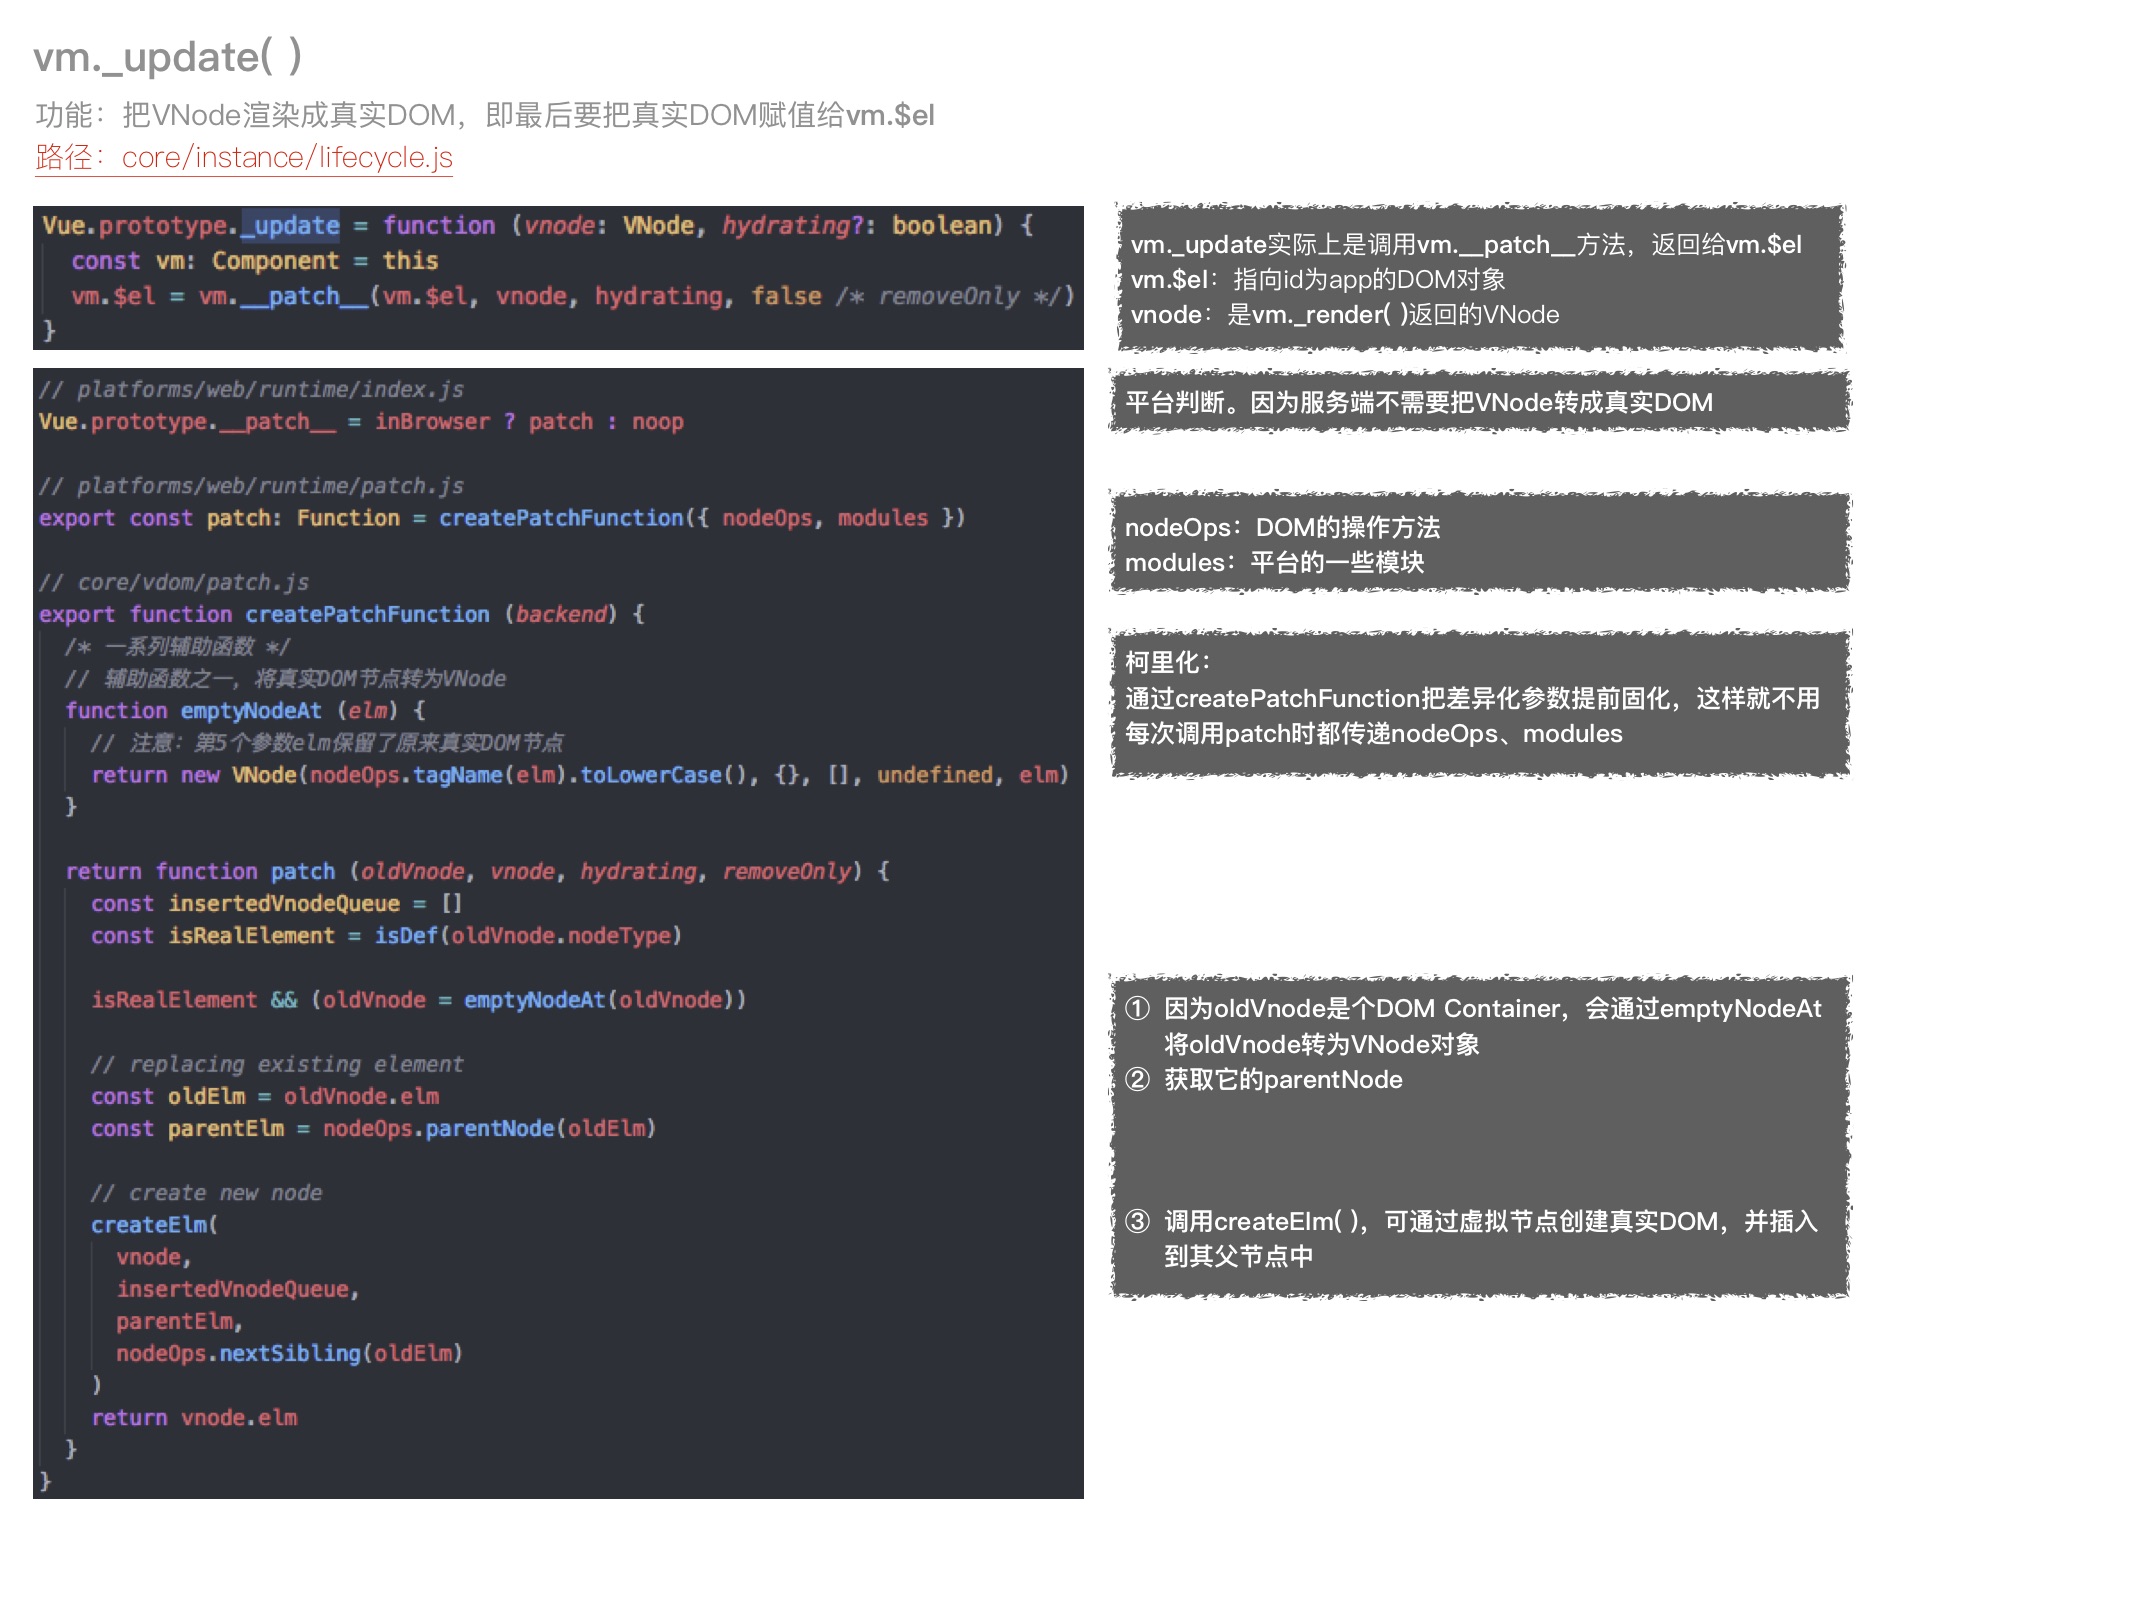 vm._update( )
功能：把VNode渲染成真实DOM，即最后要把真实DOM赋值给vm.$el
路径：core/instance/lifecycle.js
Vue.prototype._update = function (vnode: VNode, hydrating?: boolean) {
const vm: Component = this
vm.$el = vm.__patch__(vm.$el, vnode, hydrating, false /* removeOnly */)
}
vm._update实际上是调用vm.__patch__方法，返回给vm.$el
vm.$el：指向id为app的DOM对象
vnode：是vm._render( )返回的VNode
// platforms/web/runtime/index.js
Vue.prototype.__patch__ = inBrowser ? patch : noop
平台判断。因为服务端不需要把VNode转成真实DOM
// platforms/web/runtime/patch.js
export const patch: Function = createPatchFunction({ nodeOps, modules })
nodeOps：DOM的操作方法
modules：平台的一些模块
// core/vdom/patch.js
export function createPatchFunction (backend) {
/* 一系列辅助函数 */
// 辅助函数之一，将真实DOM节点转为VNode
function emptyNodeAt (elm) {
// 注意：第5个参数elm保留了原来真实DOM节点
return new VNode(nodeOps.tagName(elm).toLowerCase(), {}, [], undefined, elm)
}
柯里化：
通过createPatchFunction把差异化参数提前固化，这样就不用
每次调用patch时都传递nodeOps、modules
return function patch (oldVnode, vnode, hydrating, removeOnly) {
const insertedVnodeQueue = []
const isRealElement = isDef(oldVnode.nodeType)
isRealElement && (oldVnode = emptyNodeAt(oldVnode))
// replacing existing element
const oldElm = oldVnode.elm
const parentElm = nodeOps.parentNode(oldElm)
// create new node
createElm(
vnode,
insertedVnodeQueue,
parentElm,
nodeOps.nextSibling(oldElm)
)
return vnode.elm
}
}
① 因为oldVnode是个DOM Container，会通过emptyNodeAt
将oldVnode转为VNode对象
② 获取它的parentNode
③ 调用createElm( )，可通过虚拟节点创建真实DOM，并插入
到其父节点中